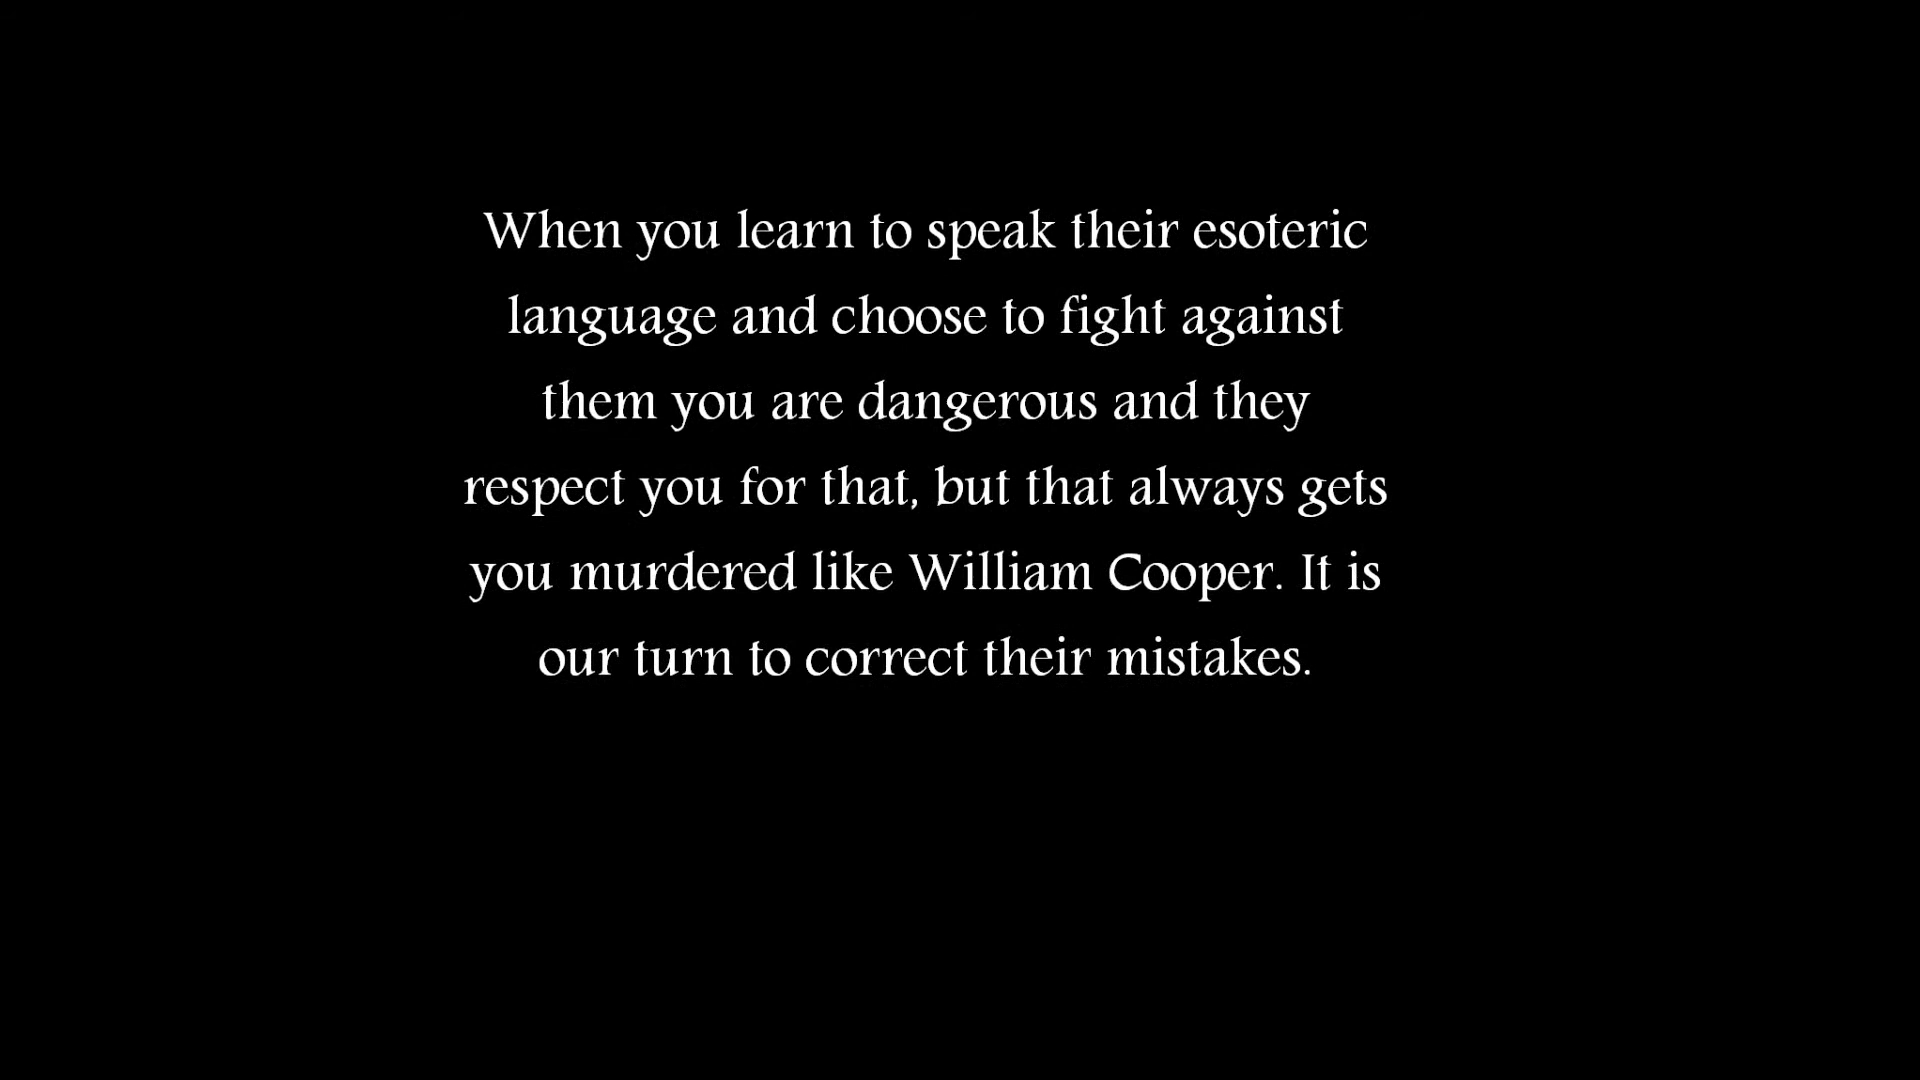 When you learn to speak their esoteric
language and choose to fight against
them you are dangerous and they
respect you for that, but that always gets
you murdered like William Cooper. It is
our turn to correct their mistakes.